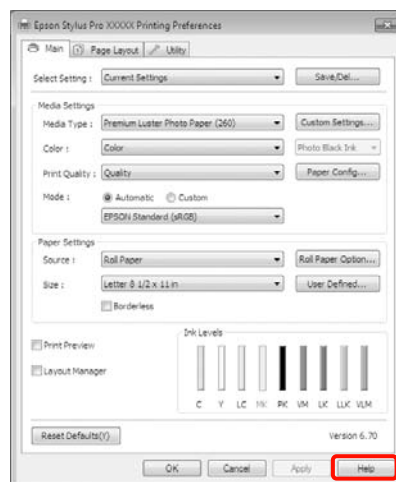 Epson Stylus Pro XXXXX Printing Preferences
Main Page Layout Utility
Select Setting : Current Settings Save/Del...
Media Settings
Media Type : Premium Luster Photo Paper (260) Custom Settings...
Color : Color Photo Black Ink
Print Quality : Quality Paper Config...
Mode : Automatic Custom
EPSON Standard (sRGB)
Paper Settings
Source : Roll Paper Roll Paper Option...
Size : Letter 8 1/2 x 11 in User Defined...
Borderless
Print Preview
Layout Manager
Ink Levels
C Y LC MK PK VM LK LLK VLM
Reset Defaults(Y) Version 6.70
OK Cancel Apply Help